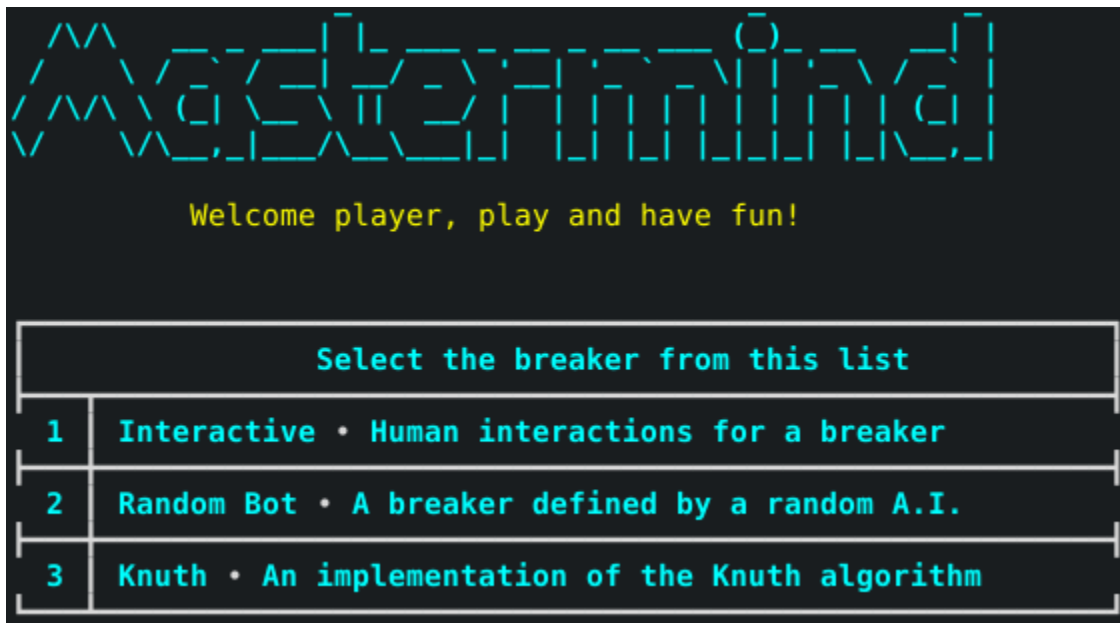 Mastermind
Welcome player, play and have fun!
Select the breaker from this list
1 Interactive • Human interactions for a breaker
2 Random Bot • A breaker defined by a random A.I.
3 Knuth • An implementation of the Knuth algorithm